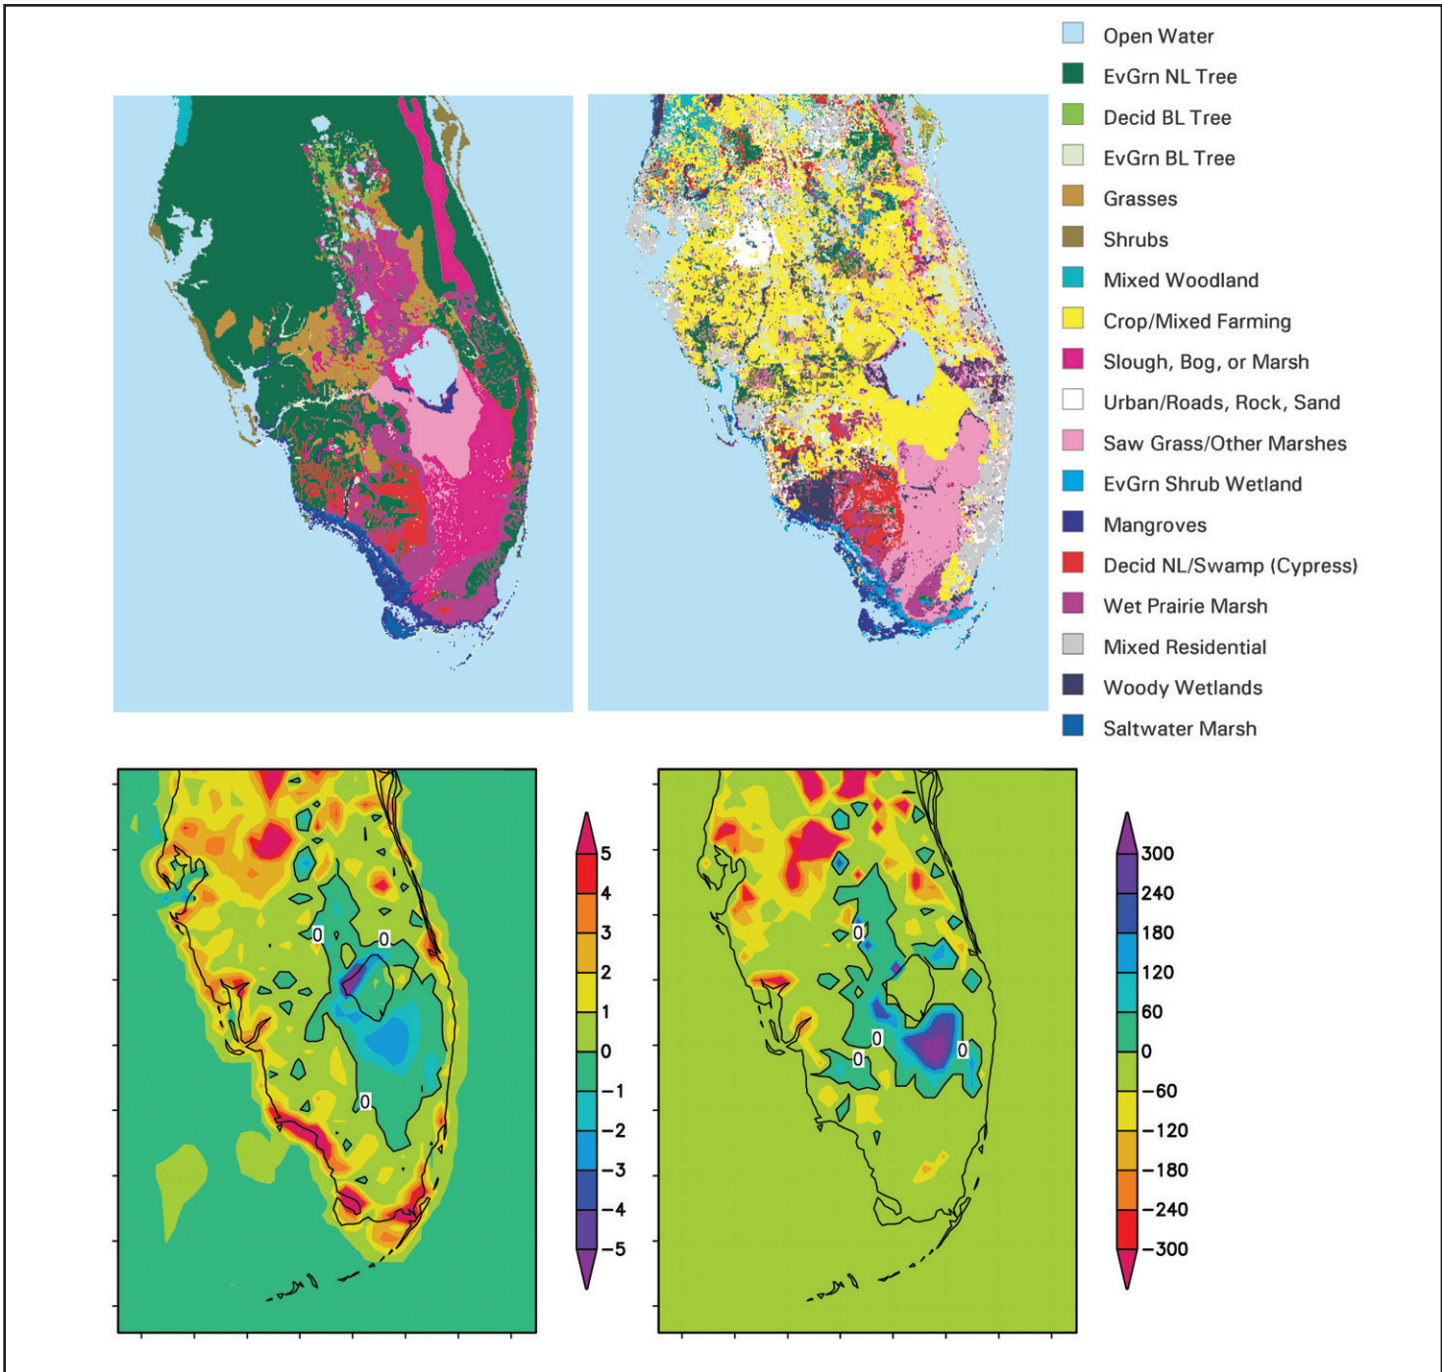 Open Water
EvGrn NL Tree
Decid BL Tree
EvGrn BL Tree
Grasses
Shrubs
Mixed Woodland
Crop/Mixed Farming
Slough, Bog, or Marsh
Urban/Roads, Rock, Sand
Saw Grass/Other Marshes
EvGrn Shrub Wetland
Mangroves
Decid NL/Swamp (Cypress)
Wet Prairie Marsh
Mixed Residential
Woody Wetlands
Saltwater Marsh
0
0
0
5
4
3
2
1
0
−1
−2
−3
−4
−5
0
0
0
0
300
240
180
120
60
0
−60
−120
−180
−240
−300